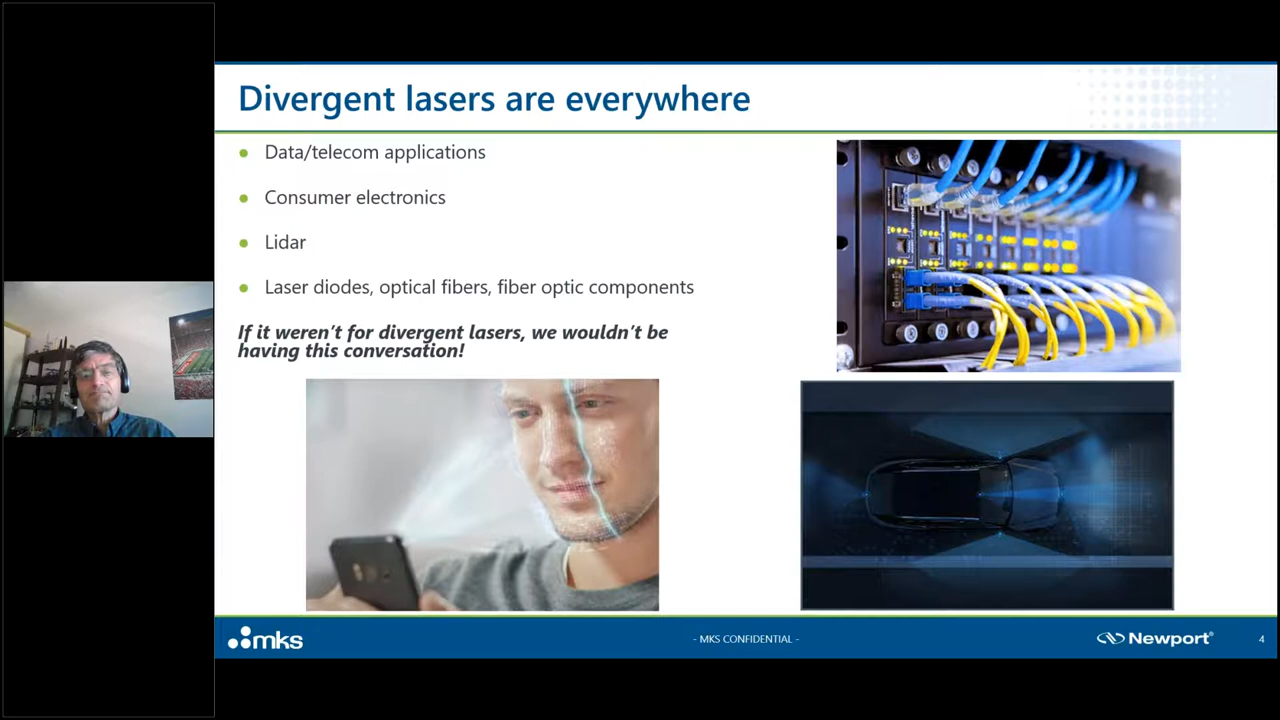 Divergent lasers are everywhere
Data/telecom applications
Consumer electronics
Lidar
Laser diodes, optical fibers, fiber optic components
If it weren't for divergent lasers, we wouldn't be
having this conversation!
mks
- MKS CONFIDENTIAL -
Newport®
4